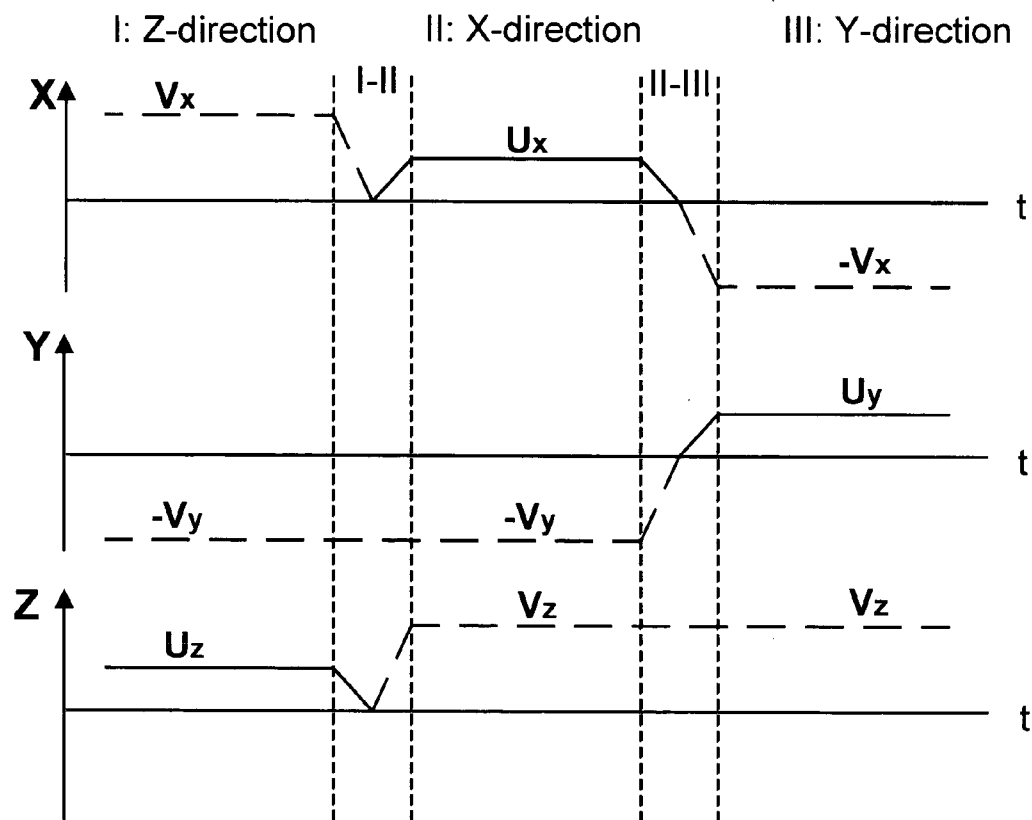 I: Z-direction II: X-direction III: Y-direction
I-II II-III
X Vx Ux
t
-Vx
Y
Uy
t
-Vy -Vy
Z Vz Vz
Uz
t